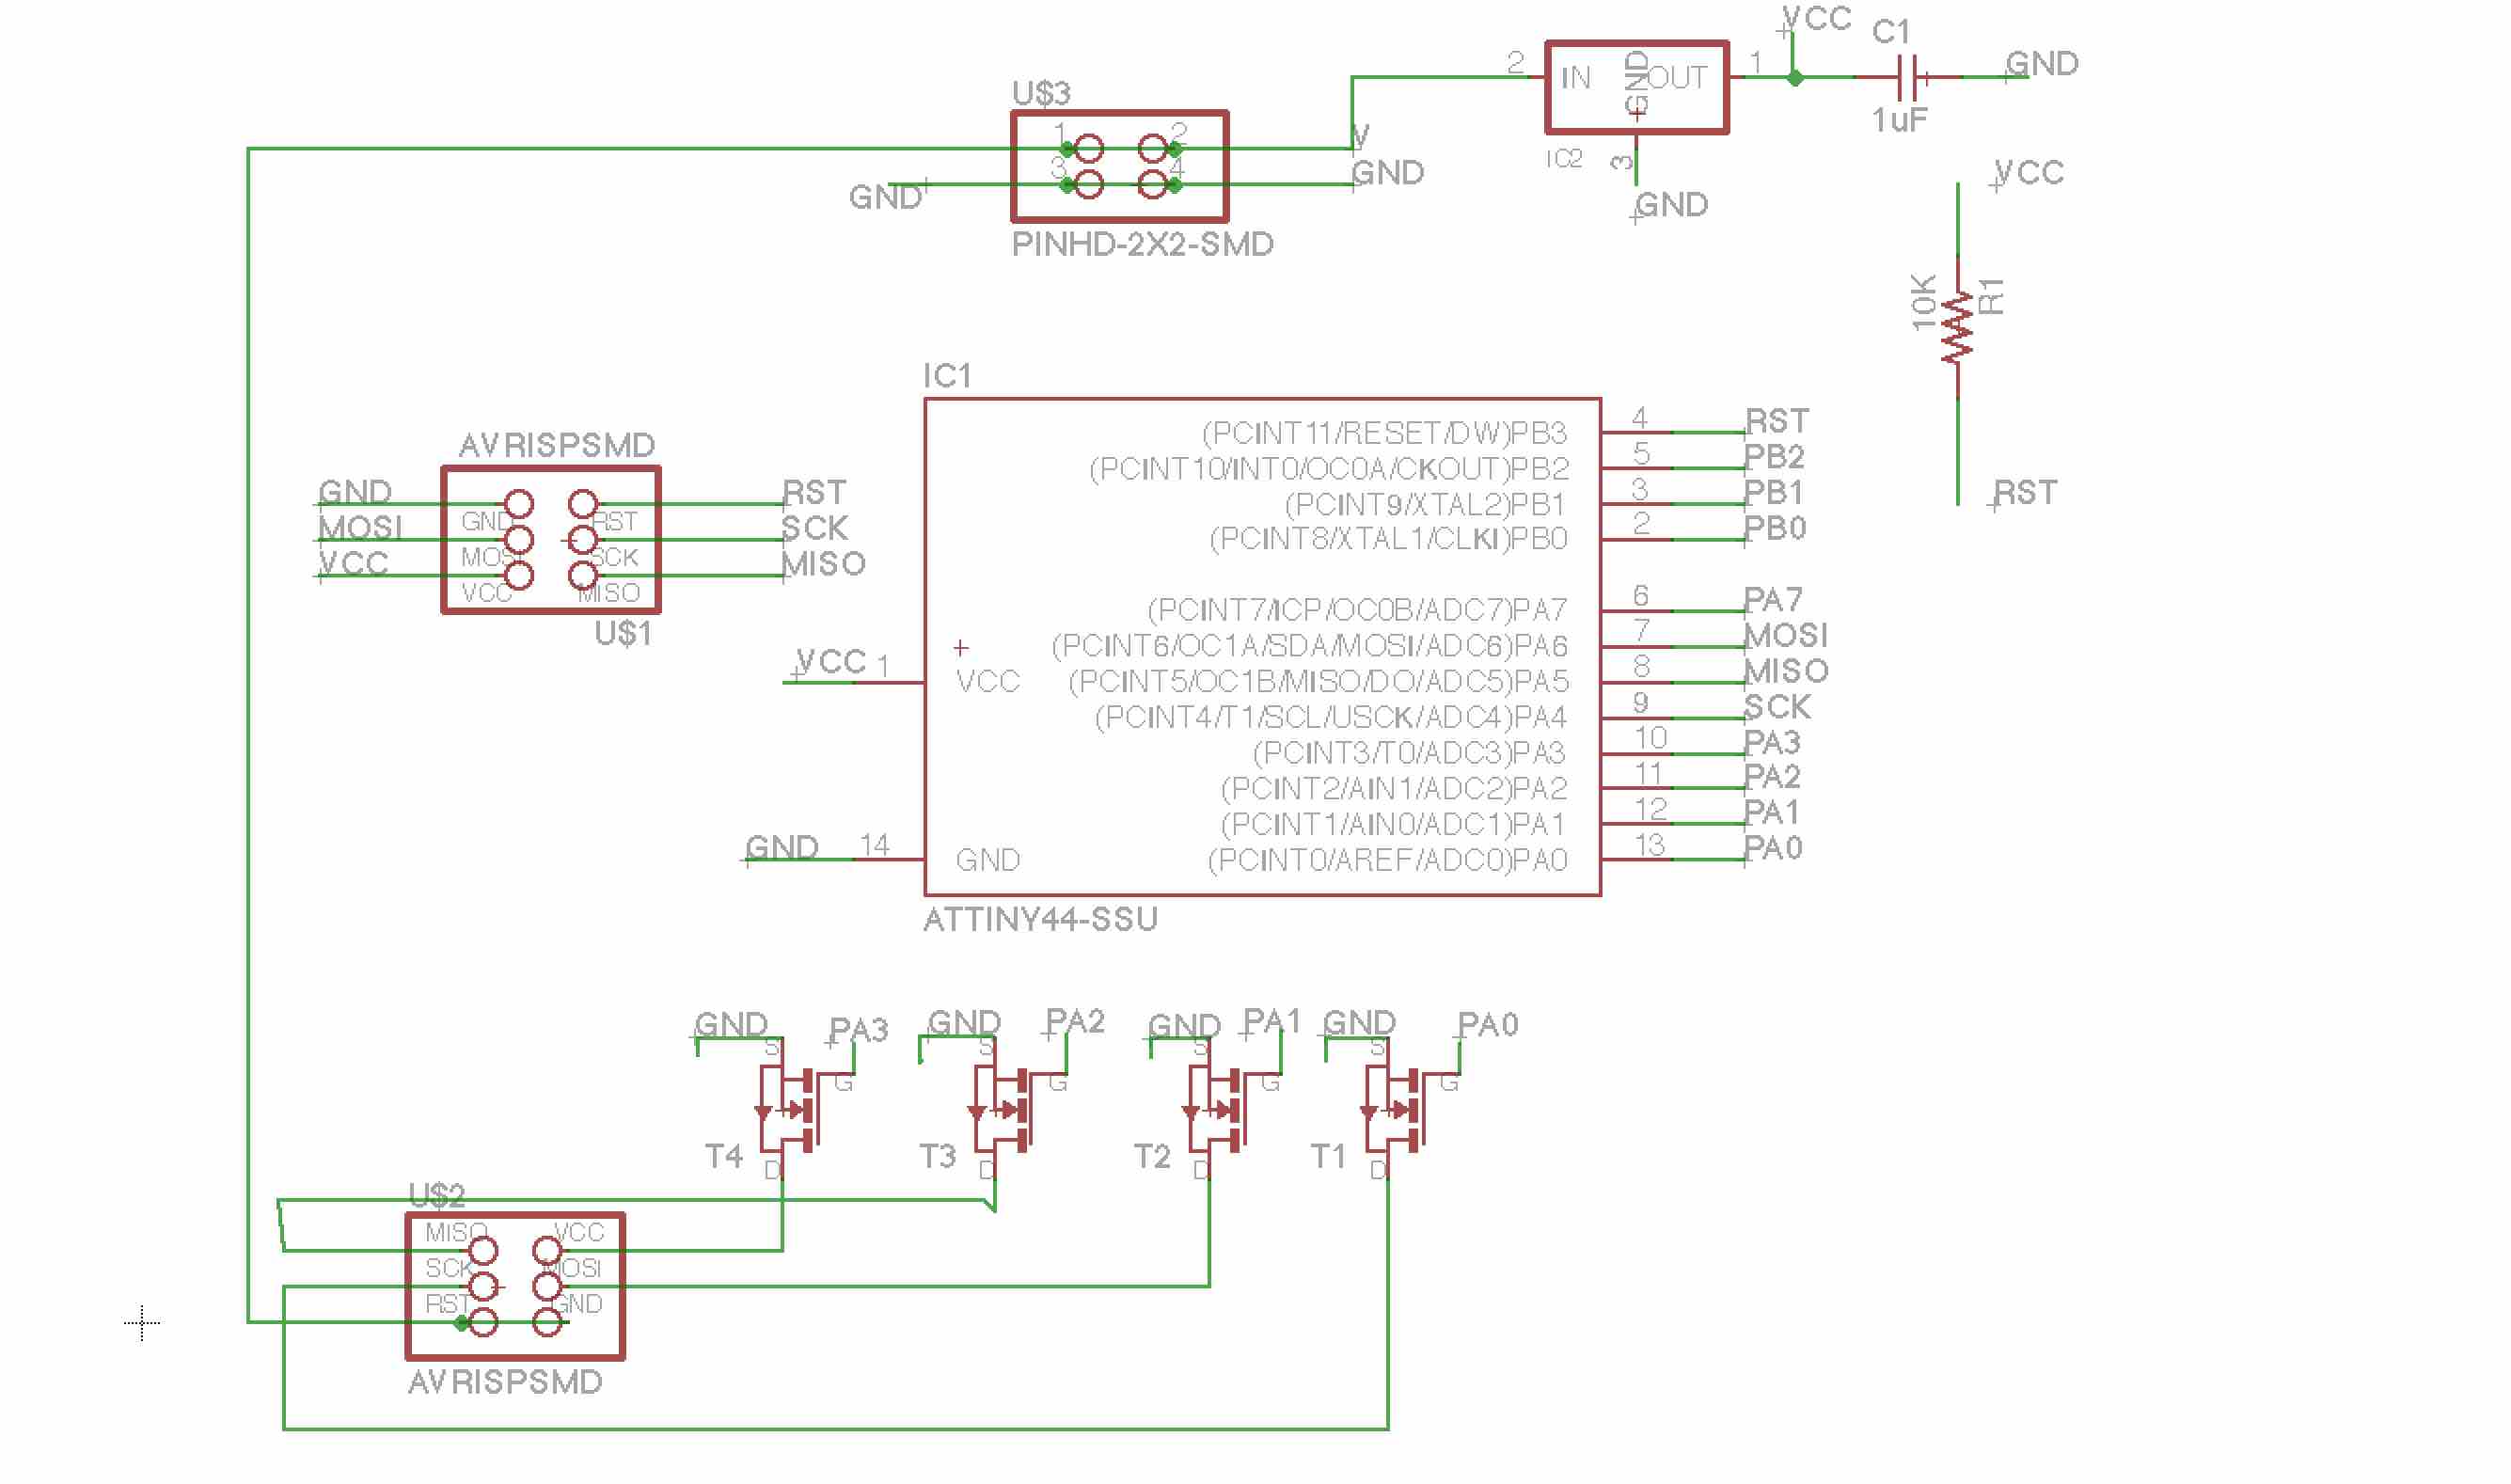 VCC
C1
GND
2
IN
GND
OUT
1
1uF
IC2
3
GND
U$3
1
2
V
3
4
GND
GND
PINHD-2X2-SMD
VCC
10K
R1
RST
IC1
AVRISPSMD
GND
RST
MOSI
SCK
VCC
MISO
GND
RST
MOSI
SCK
VCC
MISO
U$1
(PCINT11/RESET/DW)PB3
4
RST
(PCINT10/INT0/OC0A/CKOUT)PB2
5
PB2
(PCINT9/XTAL2)PB1
3
PB1
(PCINT8/XTAL1/CLKI)PB0
2
PB0
(PCINT7/ICP/OC0B/ADC7)PA7
6
PA7
(PCINT6/OC1A/SDA/MOSI/ADC6)PA6
7
MOSI
VCC
1
VCC
(PCINT5/OC1B/MISO/DO/ADC5)PA5
8
MISO
(PCINT4/T1/SCL/USCK/ADC4)PA4
9
SCK
(PCINT3/T0/ADC3)PA3
10
PA3
(PCINT2/AIN1/ADC2)PA2
11
PA2
(PCINT1/AIN0/ADC1)PA1
12
PA1
GND
14
GND
(PCINT0/AREF/ADC0)PA0
13
PA0
ATTINY44-SSU
GND
PA3
GND
PA2
GND
PA1
GND
PA0
S
G
S
G
S
G
S
G
T4
D
T3
D
T2
D
T1
D
U$2
MISO
VCC
SCK
MOSI
RST
GND
AVRISPSMD